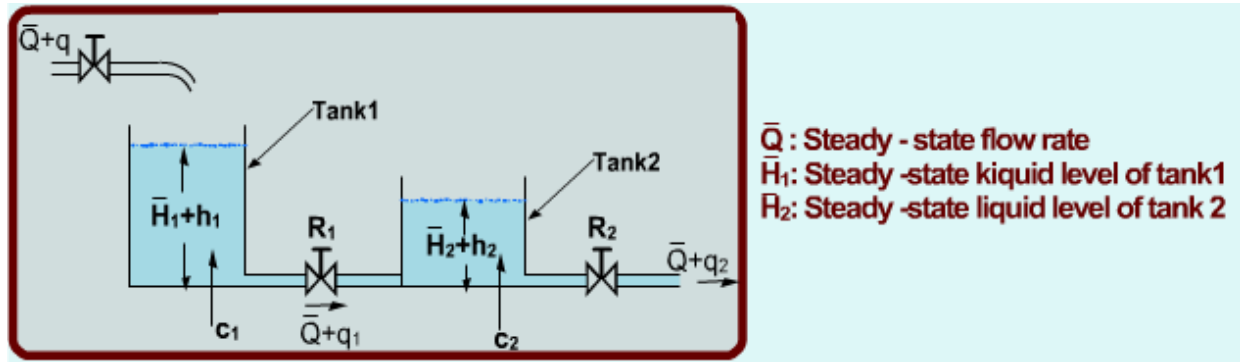 Q̄+q
Tank1
Tank2
H̄₁+h₁
R₁
H̄₂+h₂
R₂
Q̄+q₂
c₁
Q̄+q₁
c₂
Q̄ : Steady - state flow rate
H̄₁: Steady -state kiquid level of tank1
H̄₂: Steady -state liquid level of tank 2